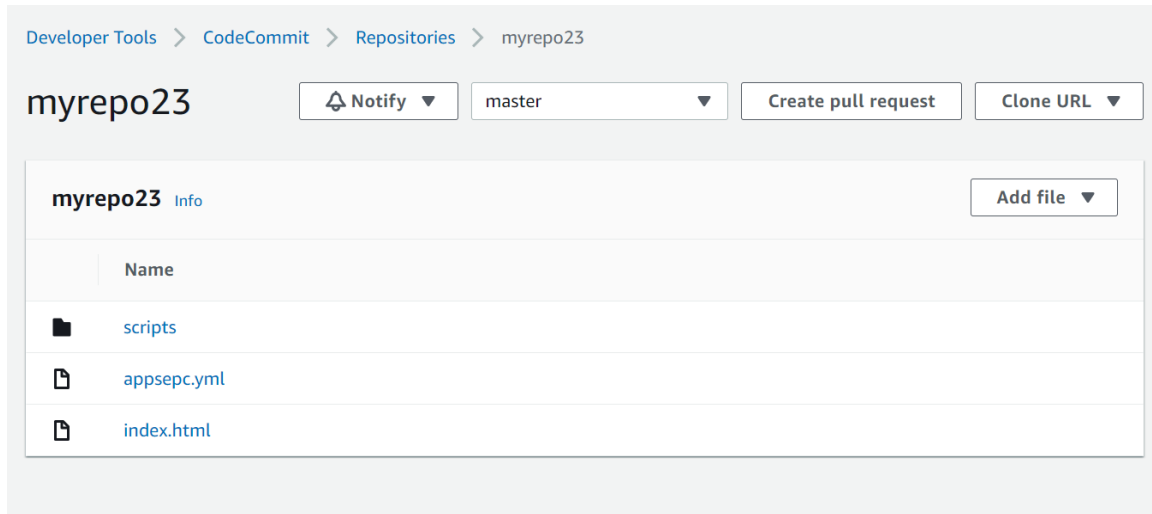 Developer Tools > CodeCommit > Repositories > myrepo23
myrepo23 Notify ▼ master ▼ Create pull request Clone URL ▼
myrepo23 Info Add file ▼
Name
scripts
appsepc.yml
index.html